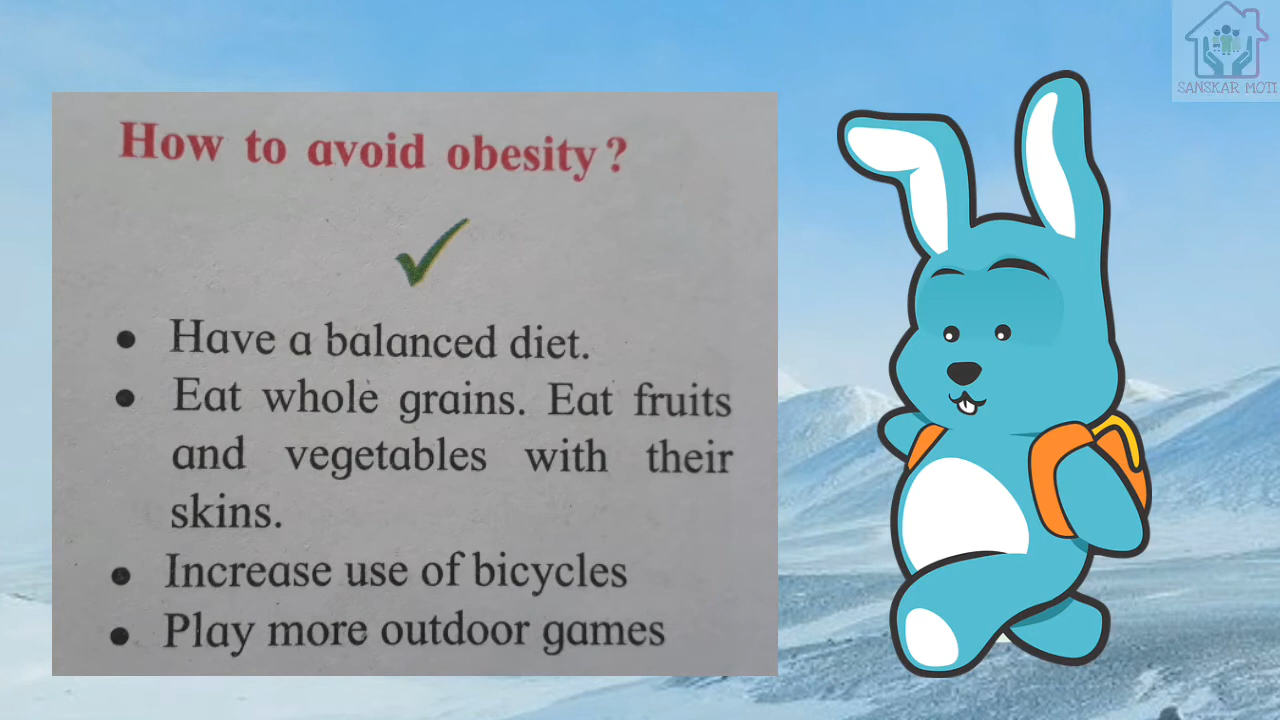 SANSKAR MOTI
How to avoid obesity?
• Have a balanced diet.
• Eat whole grains. Eat fruits
and vegetables with their
skins.
• Increase use of bicycles
• Play more outdoor games